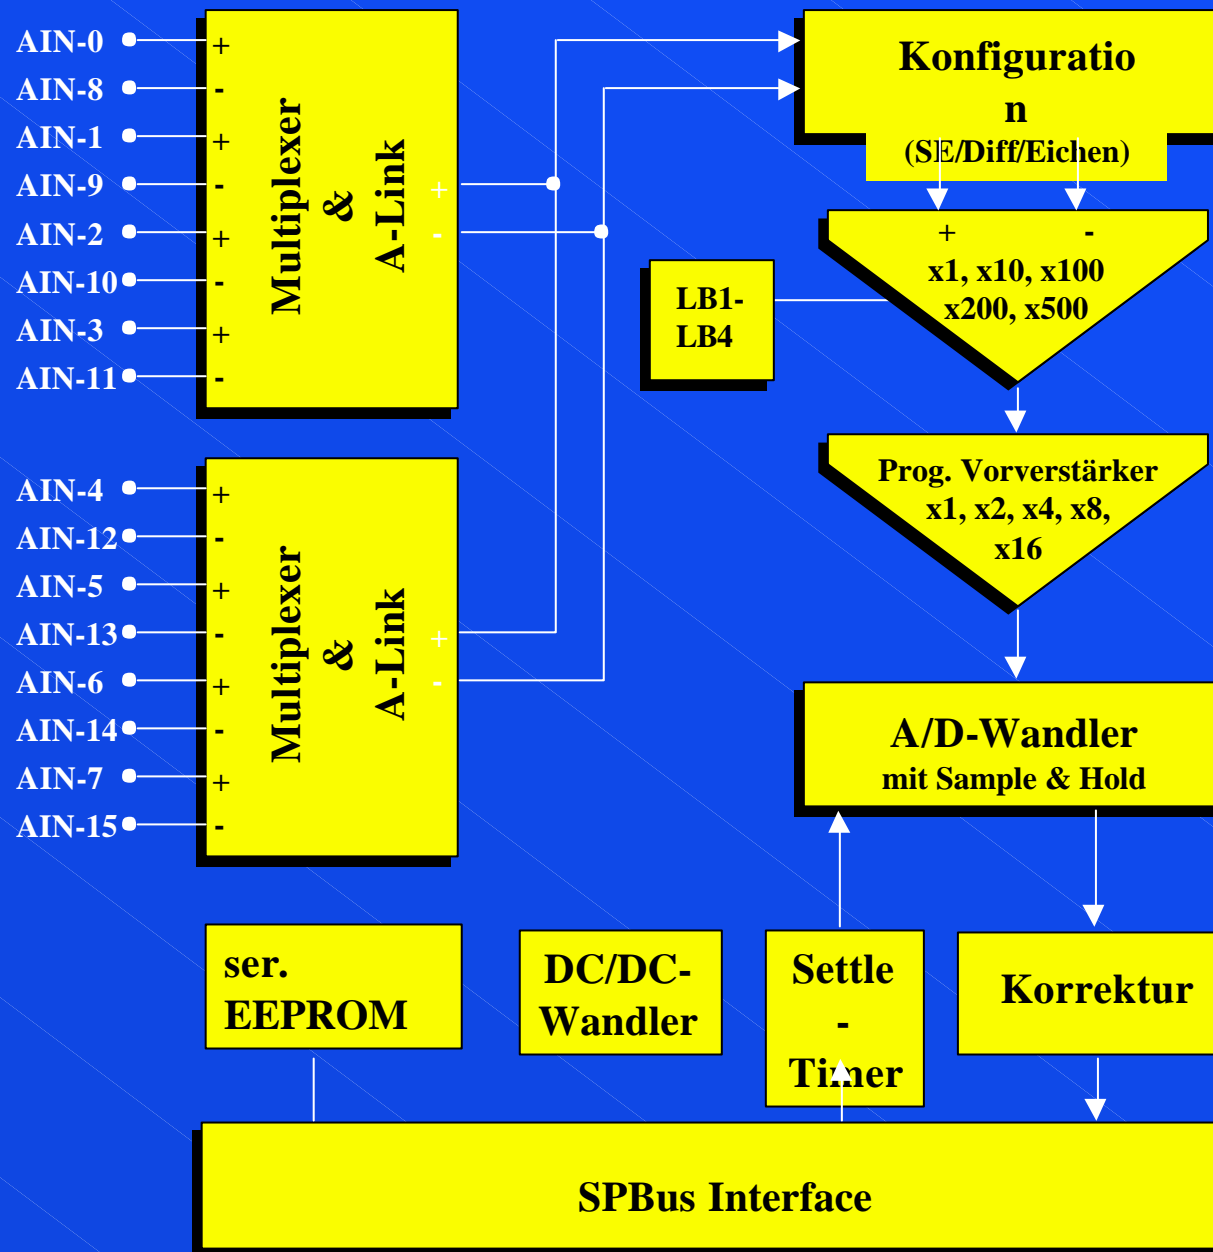 AIN-0
+
AIN-8
-
AIN-1
+
AIN-9
-
AIN-2
+
AIN-10
-
AIN-3
+
AIN-11
-
Multiplexer
&
A-Link
+
-
AIN-4
+
AIN-12
-
AIN-5
+
AIN-13
-
AIN-6
+
AIN-14
-
AIN-7
+
AIN-15
-
Multiplexer
&
A-Link
+
-
Konfiguratio
n
(SE/Diff/Eichen)
+ -
x1, x10, x100
x200, x500
LB1-
LB4
Prog. Vorverstärker
x1, x2, x4, x8,
x16
A/D-Wandler
mit Sample & Hold
ser.
EEPROM
DC/DC-
Wandler
Settle
-
Timer
Korrektur
SPBus Interface